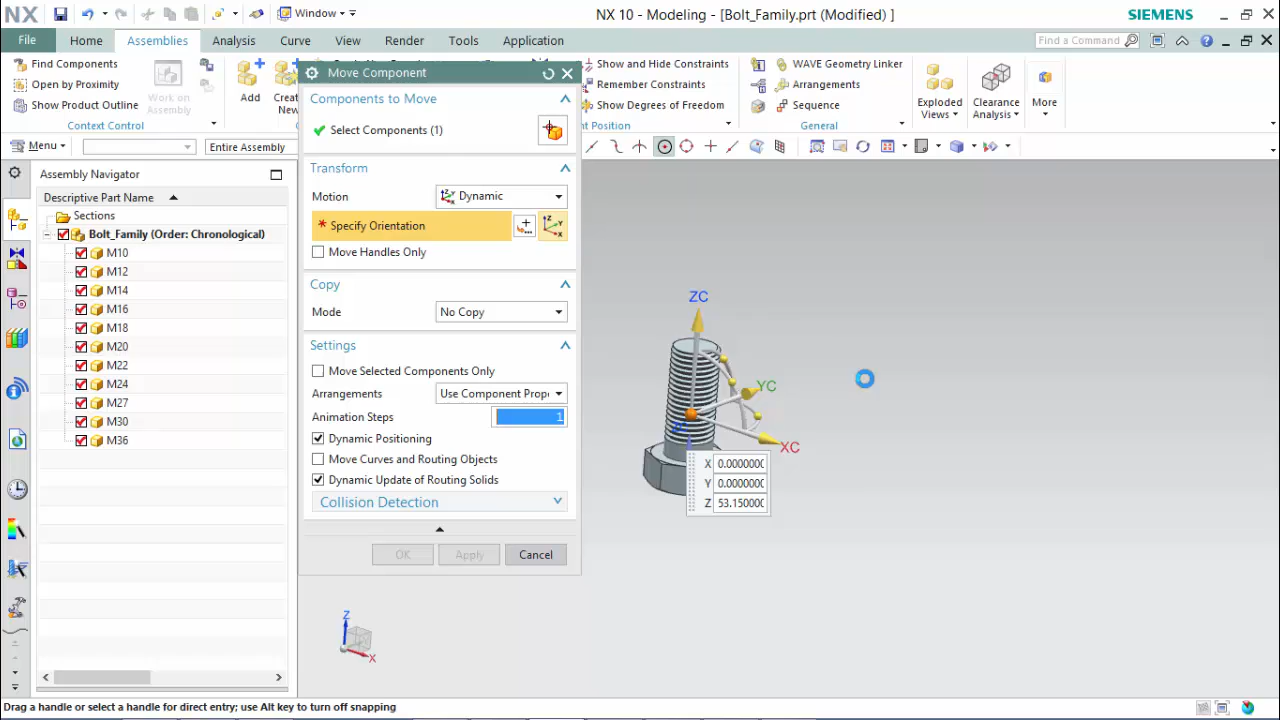 NX
Window
NX 10 - Modeling - [Bolt_Family.prt (Modified) ]
SIEMENS
File
Home
Assemblies
Analysis
Curve
View
Render
Tools
Application
Find a Command
Find Components
Open by Proximity
Show Product Outline
Work on
Assembly
Context Control
Add
Creat
New
Show and Hide Constraints
Remember Constraints
Show Degrees of Freedom
nt Position
WAVE Geometry Linker
Arrangements
Sequence
General
Exploded
Views
Clearance
Analysis
More
Menu
Entire Assembly
Assembly Navigator
Descriptive Part Name
Sections
Bolt_Family (Order: Chronological)
M10
M12
M14
M16
M18
M20
M22
M24
M27
M30
M36
Move Component
Components to Move
Select Components (1)
Transform
Motion
Dynamic
* Specify Orientation
Move Handles Only
Copy
Mode
No Copy
Settings
Move Selected Components Only
Arrangements
Use Component Prope
Animation Steps
1
Dynamic Positioning
Move Curves and Routing Objects
Dynamic Update of Routing Solids
Collision Detection
OK
Apply
Cancel
ZC
YC
XC
X 0.0000000
Y 0.0000000
Z 53.150000
Z
X
Drag a handle or select a handle for direct entry; use Alt key to turn off snapping